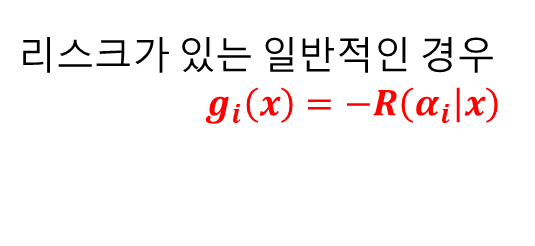 리스크가 있는 일반적인 경우
gᵢ(x) = −R(αᵢ|x)